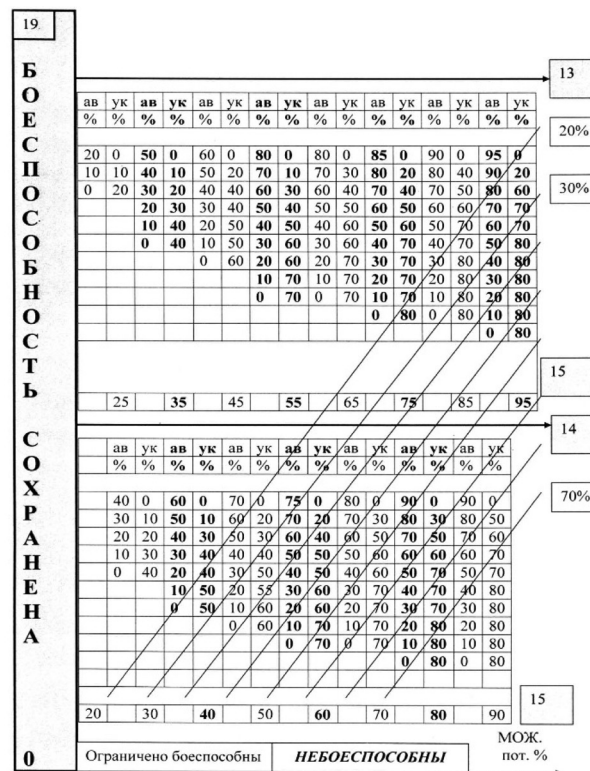 19.
БОЕСПОСОБНОСТЬ СОХРАНЕНА
0
13
ав ук ав ук ав ук ав ук ав ук ав ук ав ук ав ук
% % % % % % % % % % % % % % % %
20%
20 0 50 0 60 0 80 0 80 0 85 0 90 0 95 0
10 10 40 10 50 20 70 10 70 30 80 20 80 40 90 20
0 20 30 20 40 40 60 30 60 40 70 40 70 50 80 60
30%
20 30 30 40 50 40 50 50 60 50 60 60 70 70
10 40 20 50 40 50 40 60 50 60 50 70 60 70
0 40 10 50 30 60 30 60 40 70 40 70 50 80
0 60 20 60 20 70 30 70 30 80 40 80
10 70 10 70 20 70 20 80 30 80
0 70 0 70 10 70 10 80 20 80
0 80 0 80 10 80
0 80
15
25 35 45 55 65 75 85 95
14
ав ук ав ук ав ук ав ук ав ук ав ук ав ук
% % % % % % % % % % % % % %
70%
40 0 60 0 70 0 75 0 80 0 90 0 90 0
30 10 50 10 60 20 70 20 70 30 80 30 80 50
20 20 40 30 50 30 60 40 60 50 70 50 70 60
10 30 30 40 40 40 50 50 50 60 60 60 60 70
0 40 20 40 30 50 40 50 40 60 50 70 50 70
10 50 20 55 30 60 30 70 40 70 40 80
0 50 10 60 20 60 20 70 30 70 30 80
0 60 10 70 10 70 20 80 20 80
0 70 0 70 10 80 10 80
0 80 0 80
15
20 30 40 50 60 70 80 90
МОЖ.
пот. %
Ограничено боеспособны НЕБОЕСПОСОБНЫ